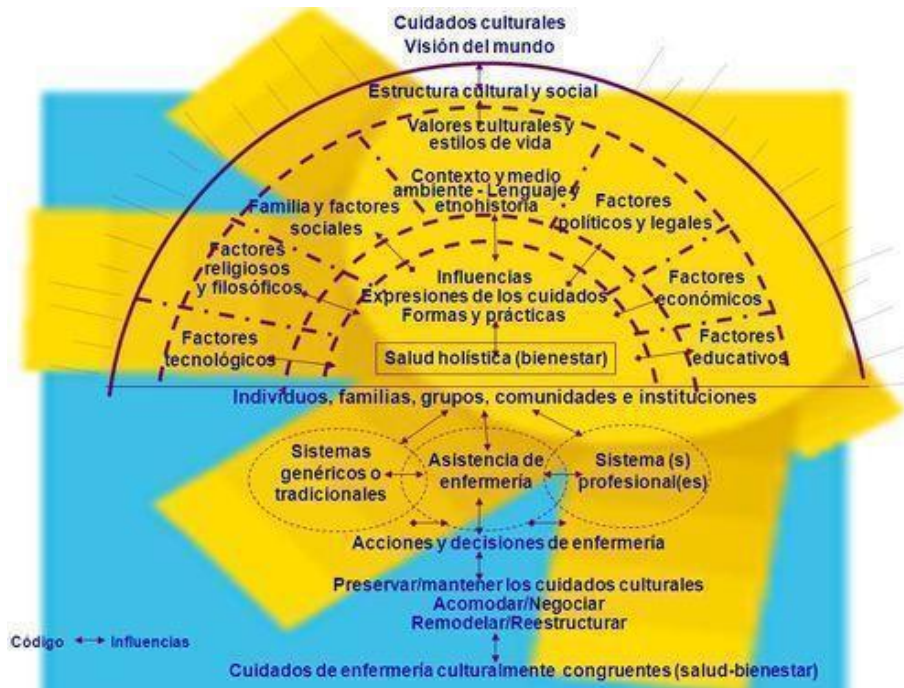 Cuidados culturales
Visión del mundo
Estructura cultural y social
Valores culturales y
estilos de vida
Contexto y medio
ambiente - Lenguaje y
etnohistoria
Familia y factores
sociales
Factores
políticos y legales
Factores
religiosos
y filosóficos
Influencias
Expresiones de los cuidados
Formas y prácticas
Factores
económicos
Factores
tecnológicos
Salud holística (bienestar)
Factores
educativos
Individuos, familias, grupos, comunidades e instituciones
Sistemas
genéricos o
tradicionales
Asistencia de
enfermería
Sistema (s)
profesional(es)
Acciones y decisiones de enfermería
Preservar/mantener los cuidados culturales
Acomodar/Negociar
Remodelar/Reestructurar
Código ↔ Influencias
Cuidados de enfermería culturalmente congruentes (salud-bienestar)